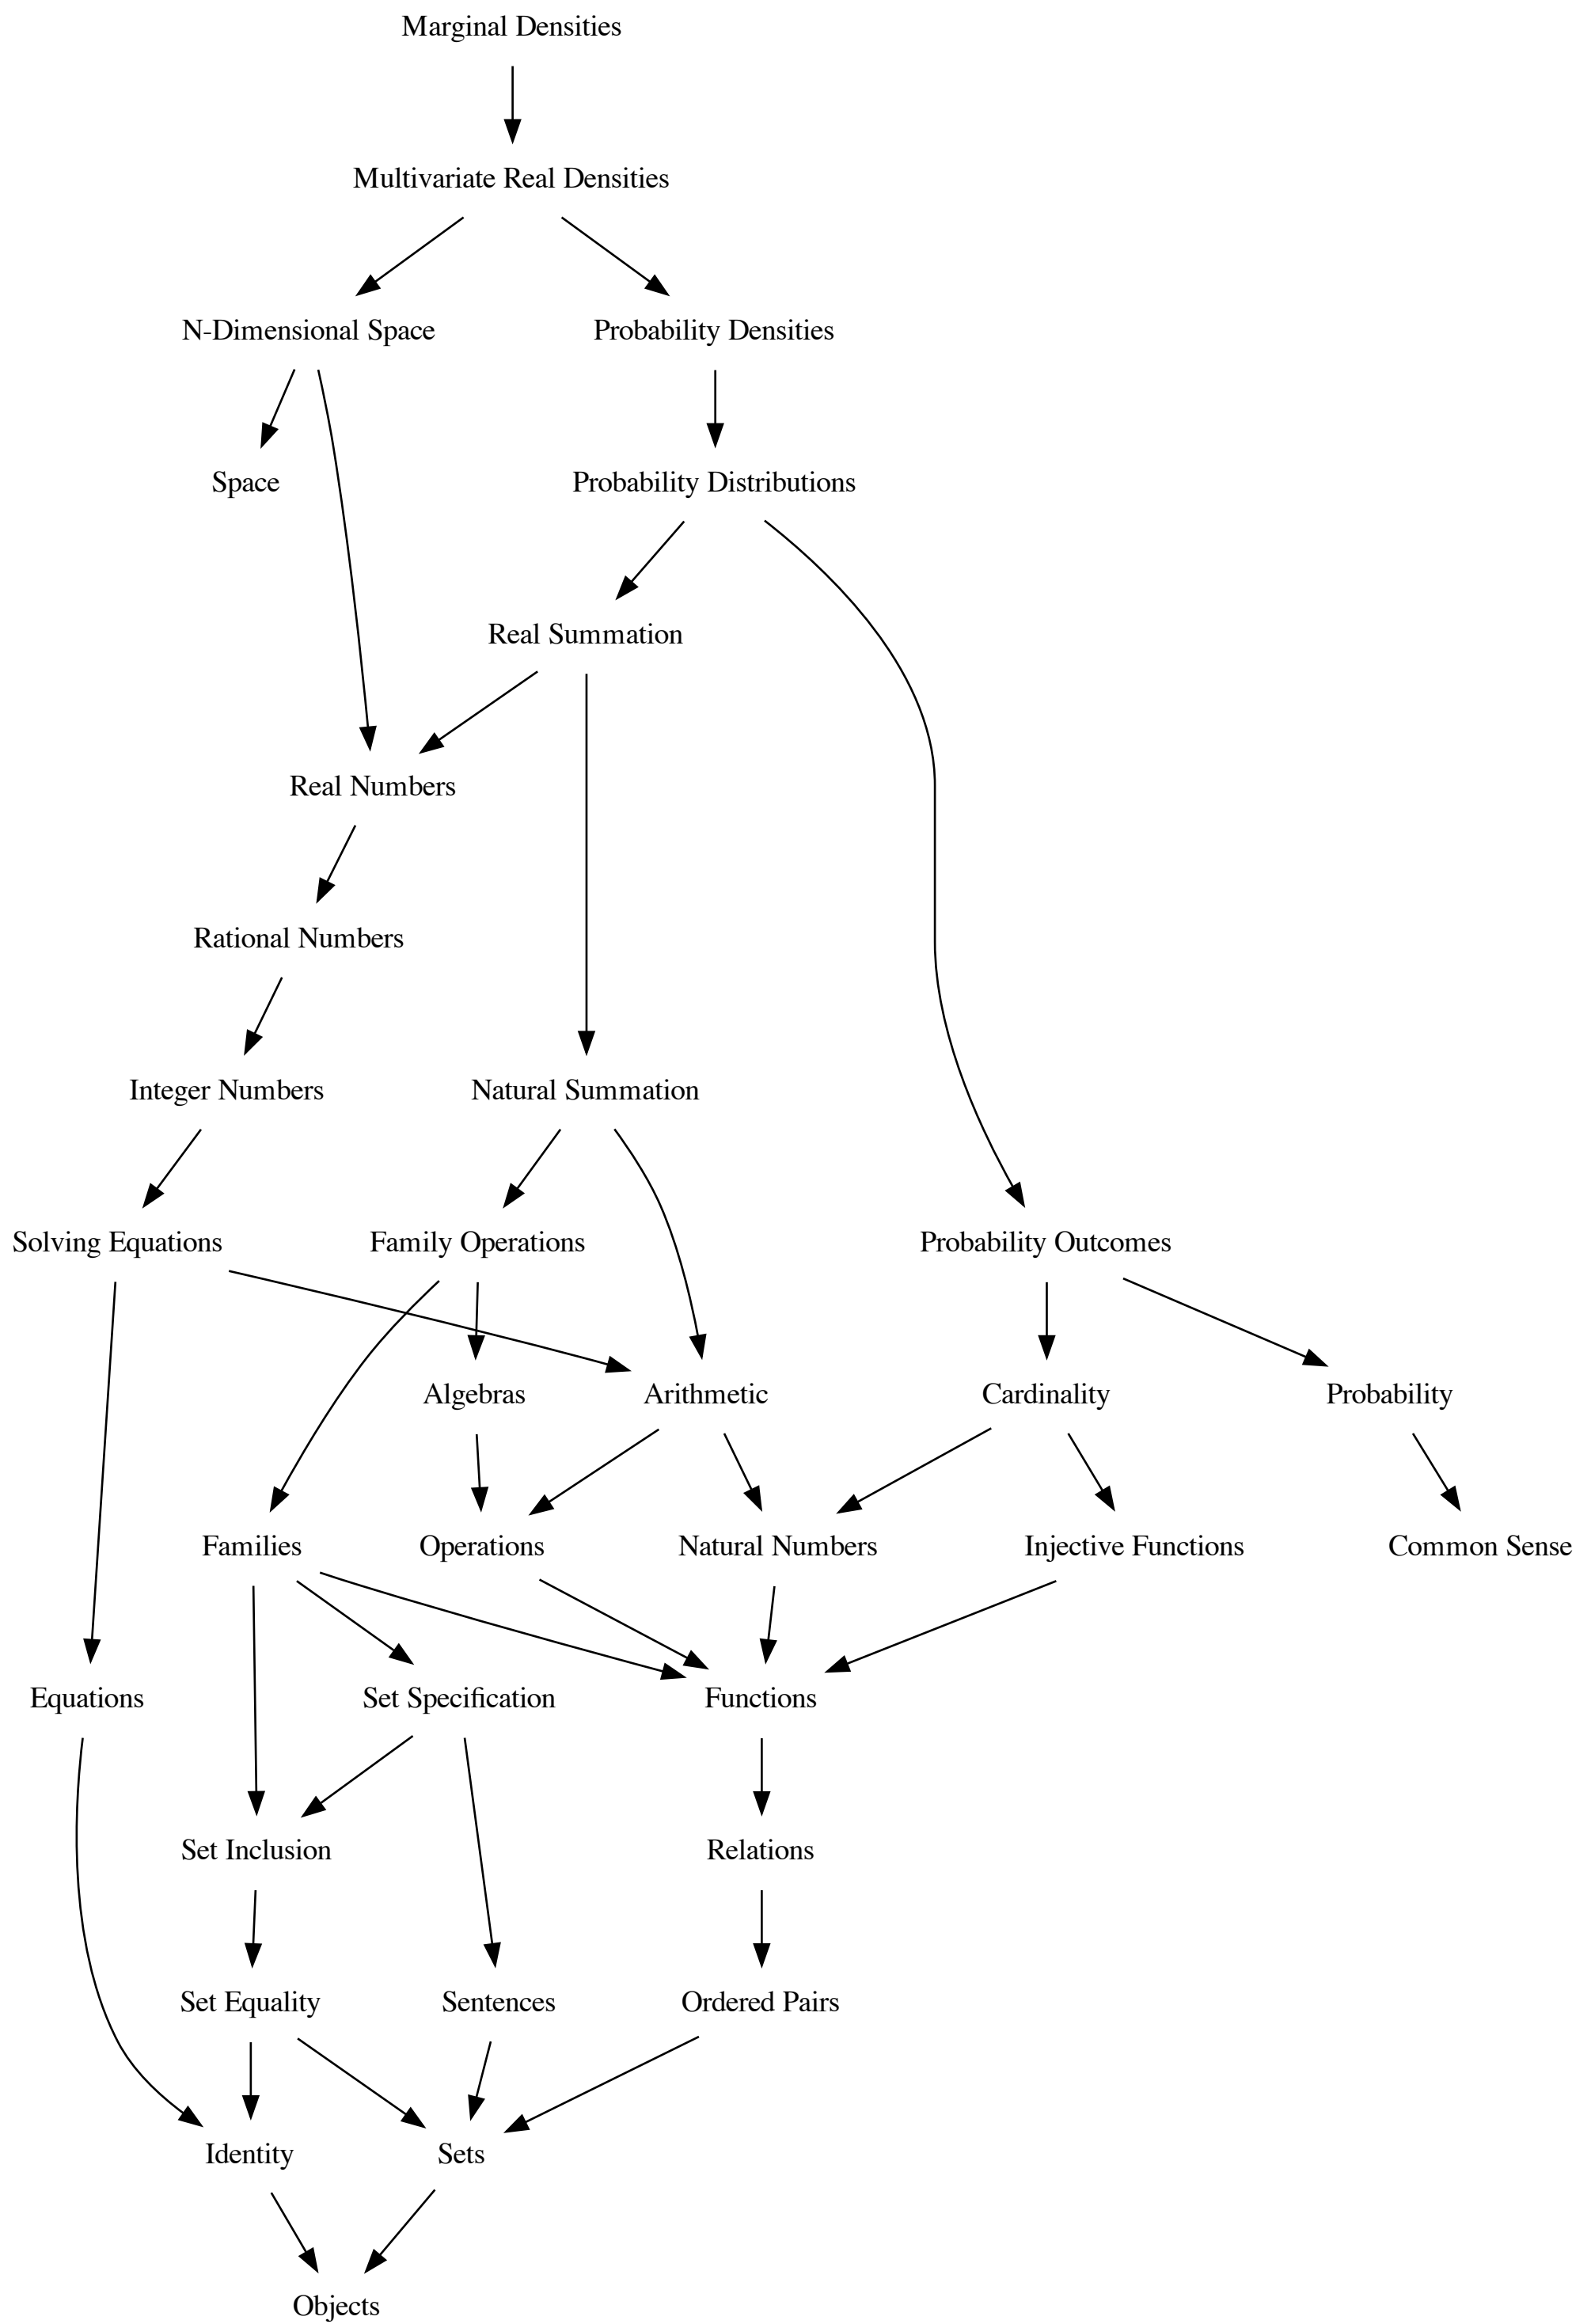 Marginal Densities
Multivariate Real Densities
N-Dimensional Space
Probability Densities
Space
Probability Distributions
Real Summation
Real Numbers
Rational Numbers
Integer Numbers
Natural Summation
Solving Equations
Family Operations
Probability Outcomes
Algebras
Arithmetic
Cardinality
Probability
Families
Operations
Natural Numbers
Injective Functions
Common Sense
Equations
Set Specification
Functions
Set Inclusion
Relations
Set Equality
Sentences
Ordered Pairs
Identity
Sets
Objects